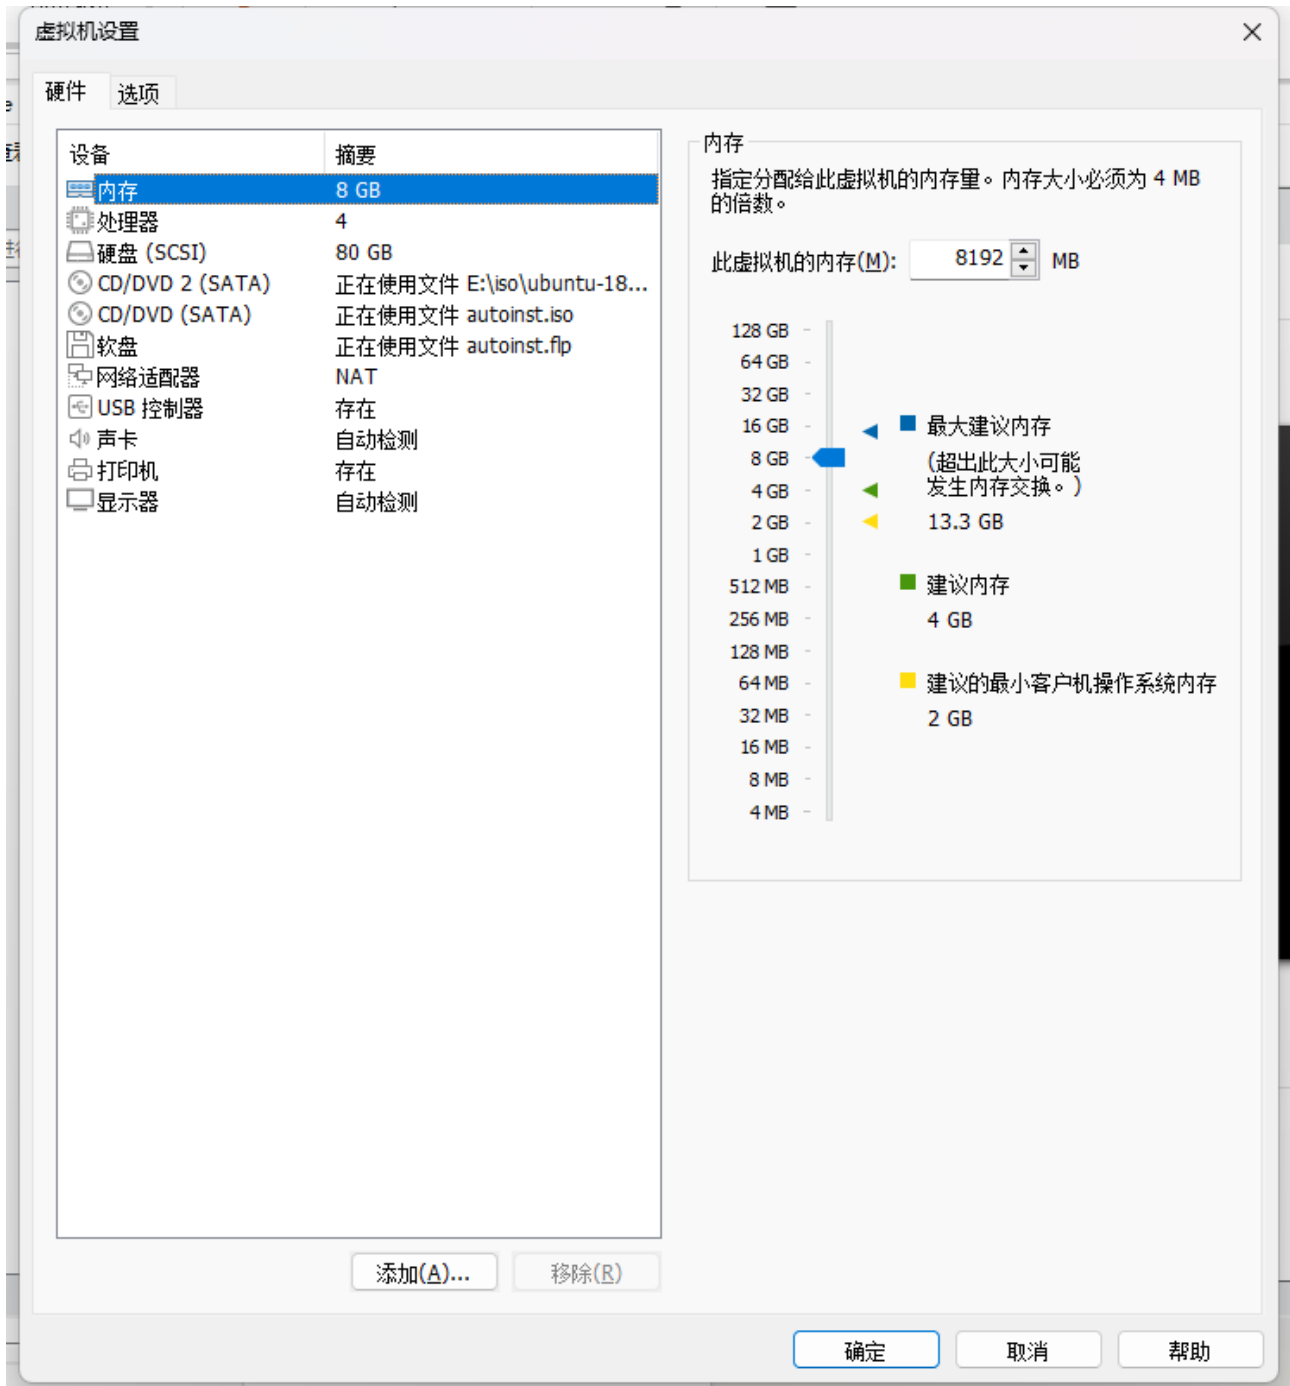 虚拟机设置
硬件
选项
设备 摘要
内存 8 GB
处理器 4
硬盘 (SCSI) 80 GB
CD/DVD 2 (SATA) 正在使用文件 E:\iso\ubuntu-18...
CD/DVD (SATA) 正在使用文件 autoinst.iso
软盘 正在使用文件 autoinst.flp
网络适配器 NAT
USB 控制器 存在
声卡 自动检测
打印机 存在
显示器 自动检测
添加(A)...
移除(R)
内存
指定分配给此虚拟机的内存量。内存大小必须为 4 MB
的倍数。
此虚拟机的内存(M): 8192 MB
128 GB
64 GB
32 GB
16 GB
8 GB
4 GB
2 GB
1 GB
512 MB
256 MB
128 MB
64 MB
32 MB
16 MB
8 MB
4 MB
最大建议内存
(超出此大小可能
发生内存交换。)
13.3 GB
建议内存
4 GB
建议的最小客户机操作系统内存
2 GB
确定
取消
帮助